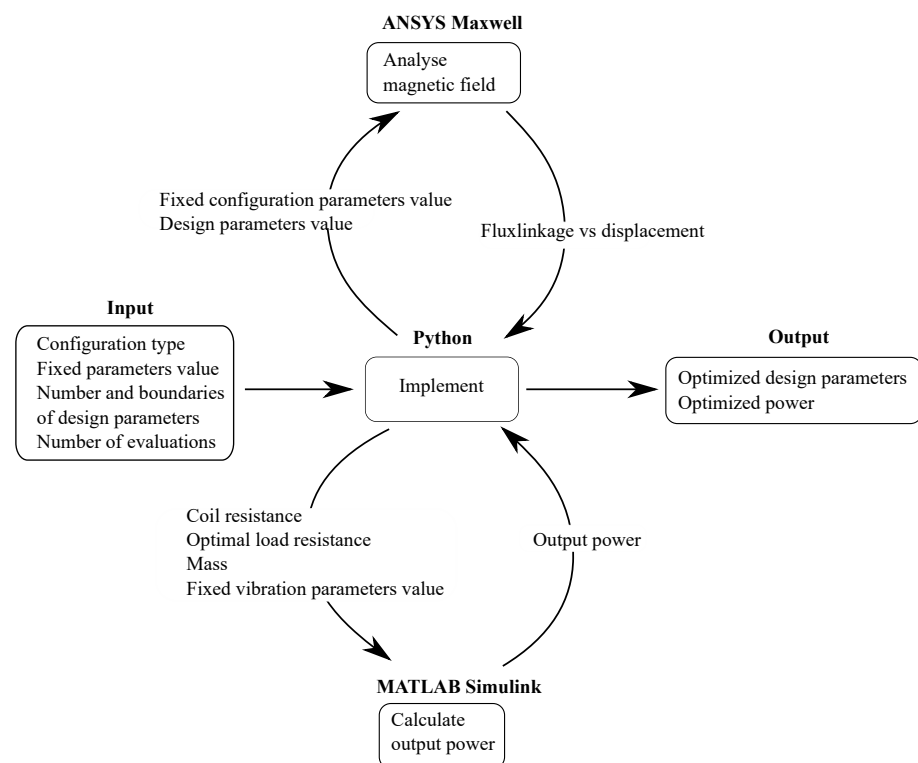 ANSYS Maxwell
Analyse
magnetic field
Fixed configuration parameters value
Design parameters value
Fluxlinkage vs displacement
Input
Configuration type
Fixed parameters value
Number and boundaries
of design parameters
Number of evaluations
Python
Implement
Output
Optimized design parameters
Optimized power
Coil resistance
Optimal load resistance
Mass
Fixed vibration parameters value
Output power
MATLAB Simulink
Calculate
output power